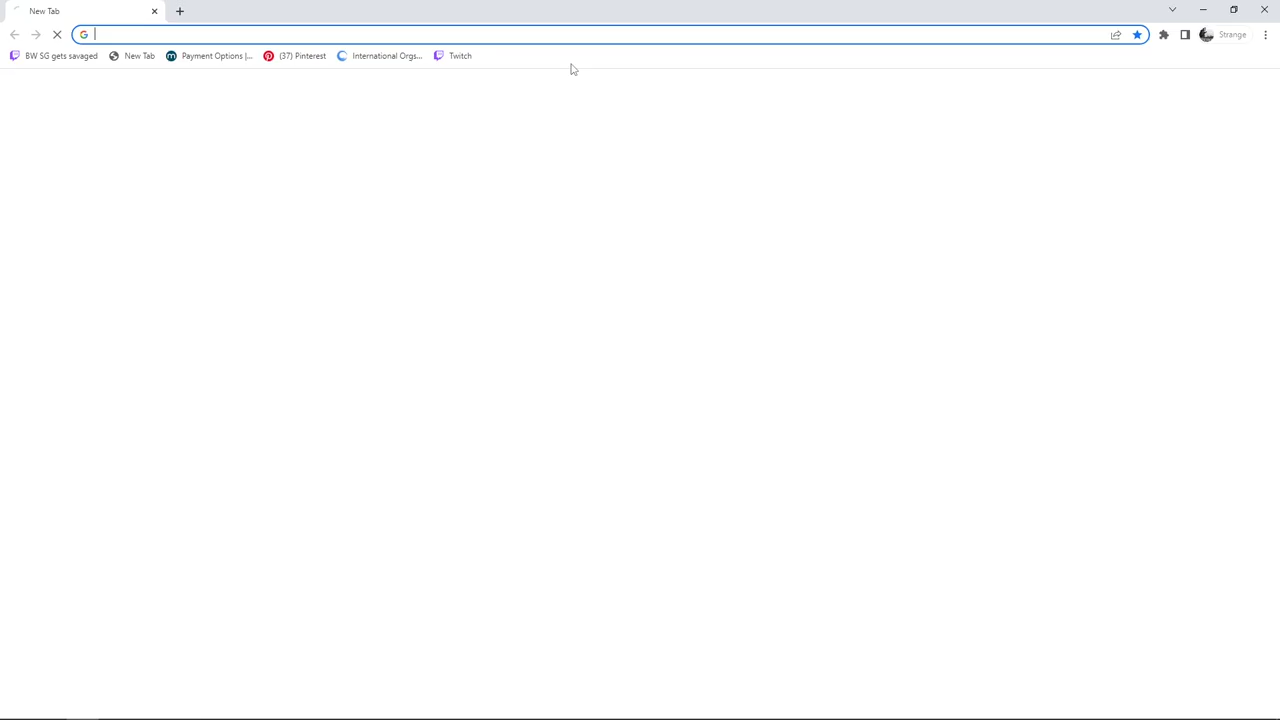 New Tab
Strange
BW SG gets savaged
New Tab
Payment Options |...
(37) Pinterest
International Orgs...
Twitch